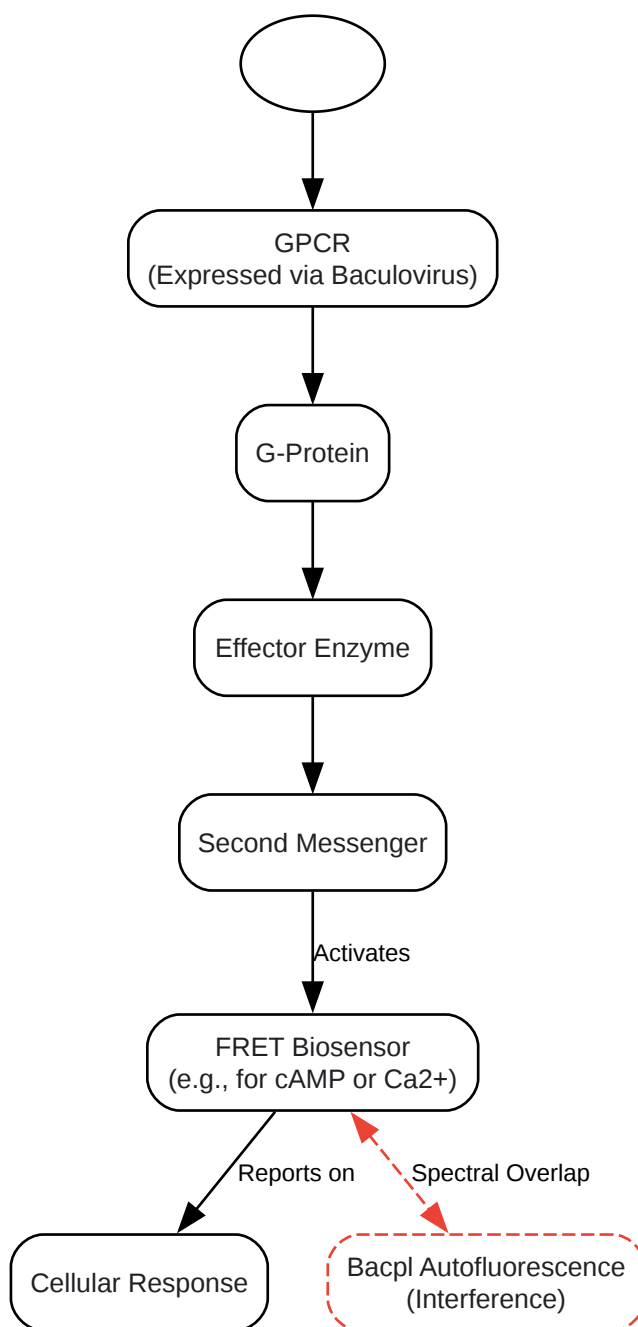 GPCR
(Expressed via Baculovirus)
G-Protein
Effector Enzyme
Second Messenger
Activates
FRET Biosensor
(e.g., for cAMP or Ca2+)
Reports on
Spectral Overlap
Cellular Response
Bacpl Autofluorescence
(Interference)